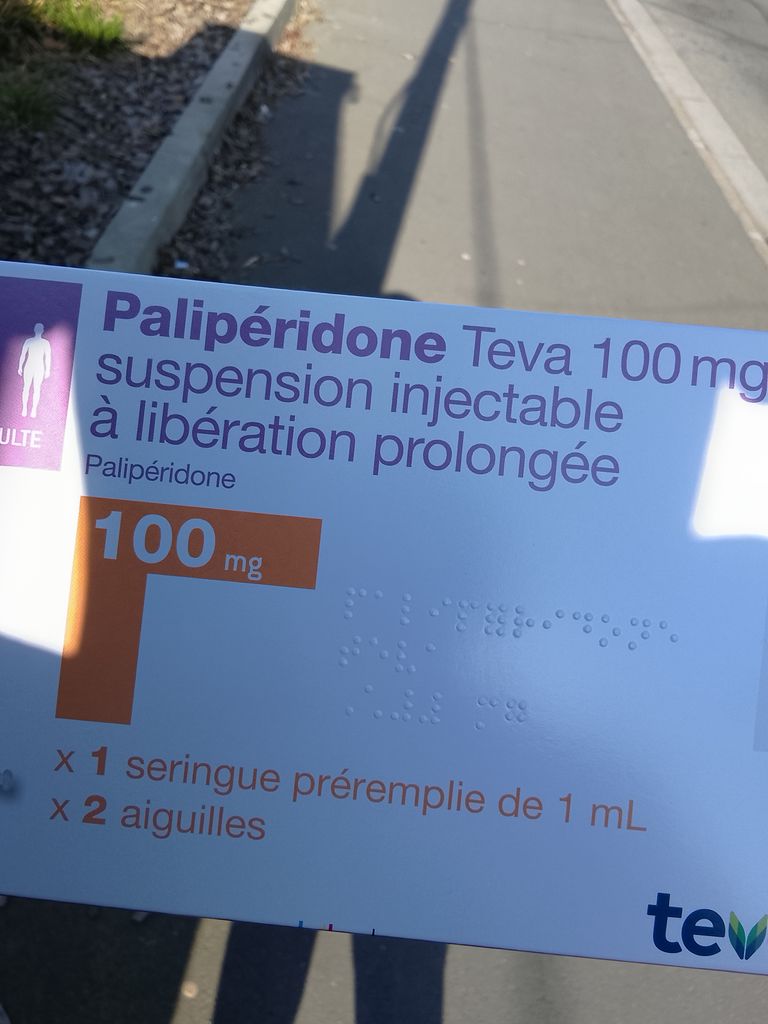 Palipéridone Teva 100 mg
suspension injectable
à libération prolongée
Palipéridone
ULTE
100 mg
x 1 seringue préremplie de 1 mL
x 2 aiguilles
tev